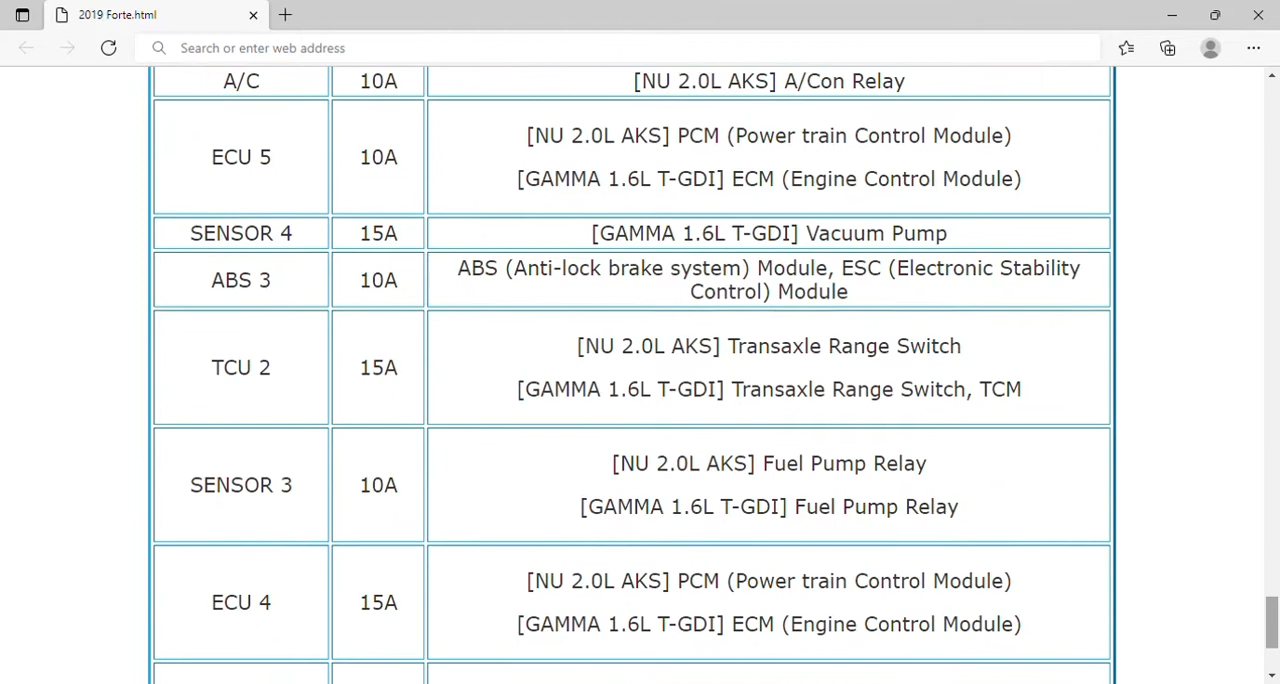 2019 Forte.html
Search or enter web address
A/C 10A [NU 2.0L AKS] A/Con Relay
ECU 5 10A [NU 2.0L AKS] PCM (Power train Control Module)
[GAMMA 1.6L T-GDI] ECM (Engine Control Module)
SENSOR 4 15A [GAMMA 1.6L T-GDI] Vacuum Pump
ABS 3 10A ABS (Anti-lock brake system) Module, ESC (Electronic Stability
Control) Module
TCU 2 15A [NU 2.0L AKS] Transaxle Range Switch
[GAMMA 1.6L T-GDI] Transaxle Range Switch, TCM
SENSOR 3 10A [NU 2.0L AKS] Fuel Pump Relay
[GAMMA 1.6L T-GDI] Fuel Pump Relay
ECU 4 15A [NU 2.0L AKS] PCM (Power train Control Module)
[GAMMA 1.6L T-GDI] ECM (Engine Control Module)